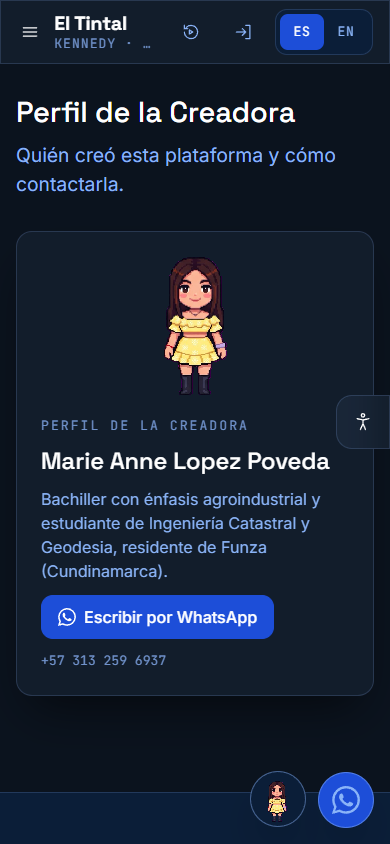 El Tintal
KENNEDY · …
ES
EN
Perfil de la Creadora
Quién creó esta plataforma y cómo
contactarla.
PERFIL DE LA CREADORA
Marie Anne Lopez Poveda
Bachiller con énfasis agroindustrial y
estudiante de Ingeniería Catastral y
Geodesia, residente de Funza
(Cundinamarca).
Escribir por WhatsApp
+57 313 259 6937